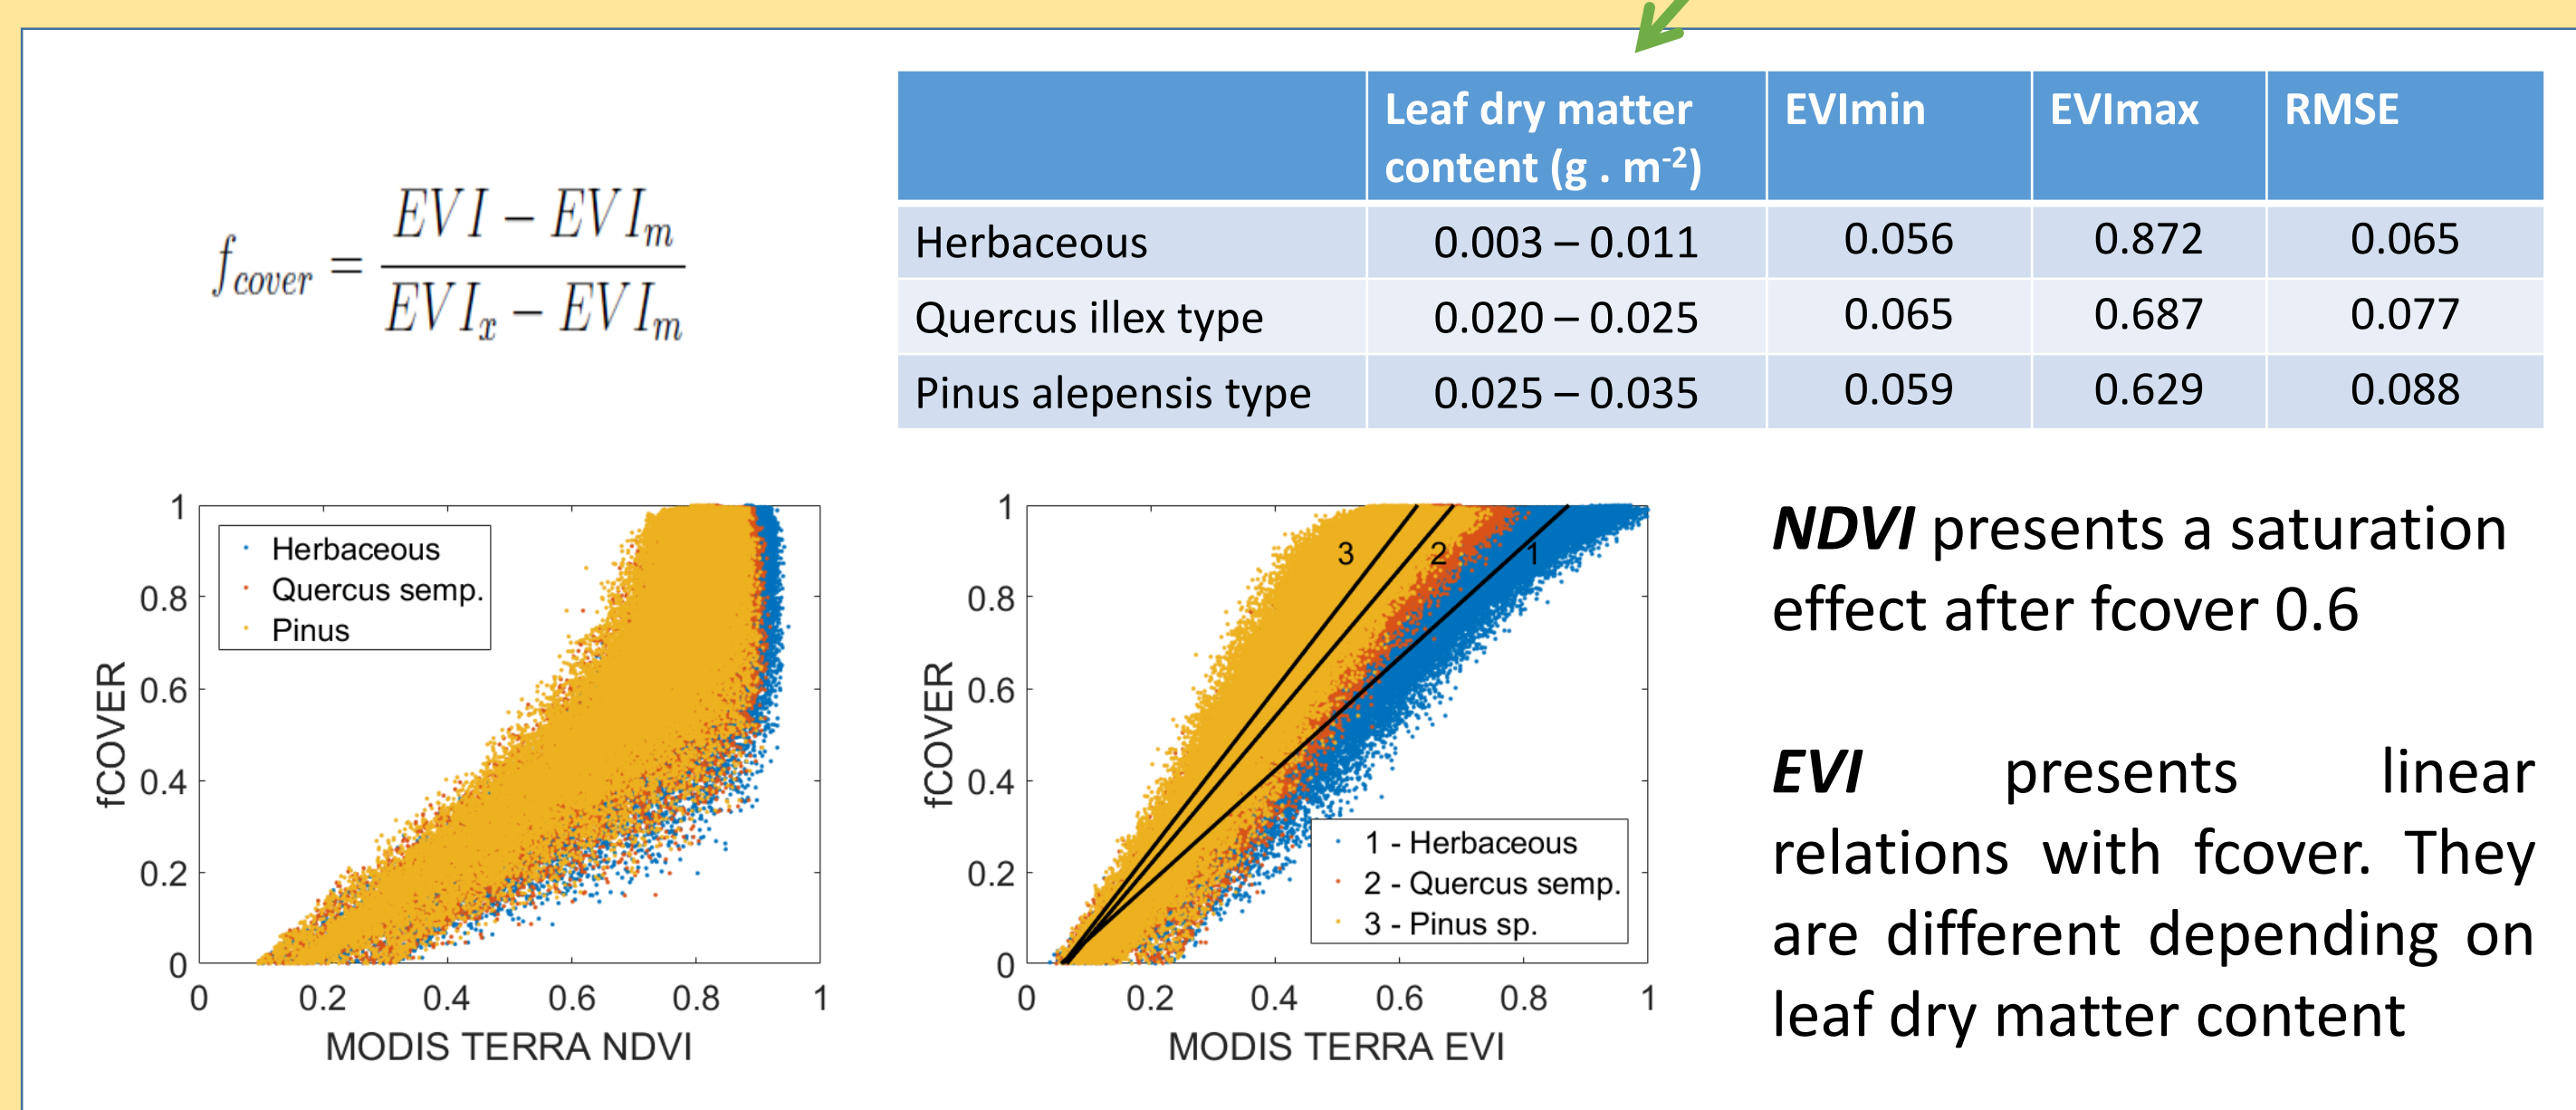 f_cover = (EVI − EVI_m) / (EVI_x − EVI_m)
Leaf dry matter content (g . m⁻²) EVImin EVImax RMSE
Herbaceous 0.003 – 0.011 0.056 0.872 0.065
Quercus illex type 0.020 – 0.025 0.065 0.687 0.077
Pinus alepensis type 0.025 – 0.035 0.059 0.629 0.088
1
0.8
0.6
0.4
0.2
0
fCOVER
Herbaceous
Quercus semp.
Pinus
0 0.2 0.4 0.6 0.8 1
MODIS TERRA NDVI
1
0.8
0.6
0.4
0.2
0
fCOVER
3 2 1
1 - Herbaceous
2 - Quercus semp.
3 - Pinus sp.
0 0.2 0.4 0.6 0.8 1
MODIS TERRA EVI
NDVI presents a saturation
effect after fcover 0.6
EVI presents linear
relations with fcover. They
are different depending on
leaf dry matter content